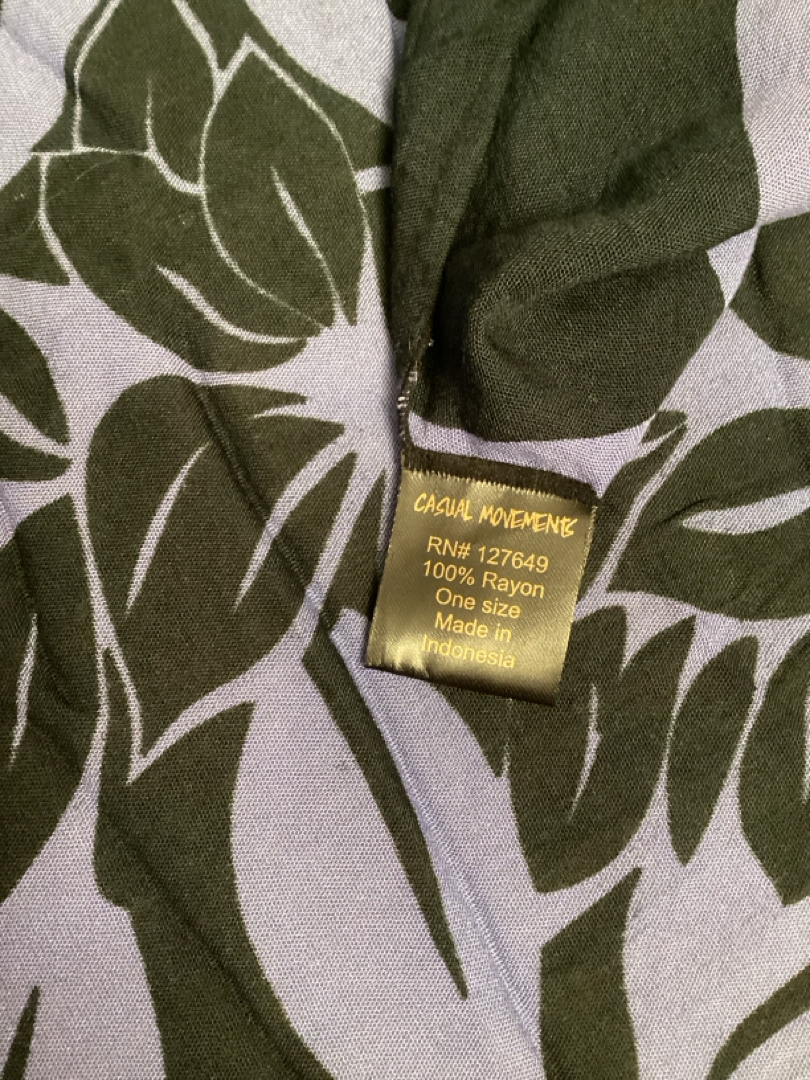 CASUAL MOVEMENTS
RN# 127649
100% Rayon
One size
Made in
Indonesia